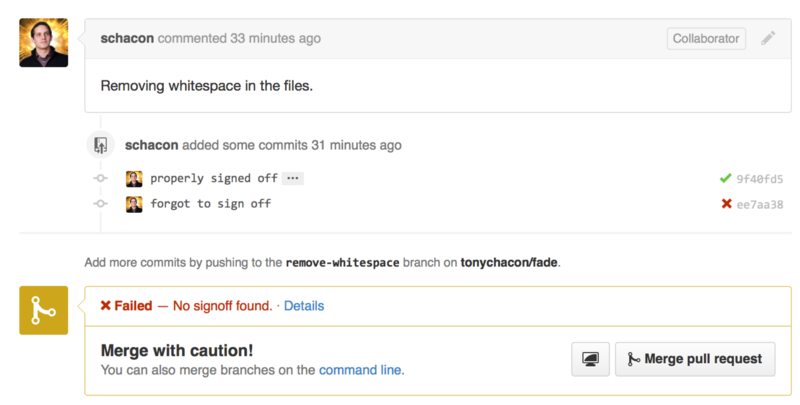 schacon commented 33 minutes ago
Collaborator
Removing whitespace in the files.
schacon added some commits 31 minutes ago
properly signed off ...
9f40fd5
forgot to sign off
ee7aa38
Add more commits by pushing to the remove-whitespace branch on tonychacon/fade.
Failed — No signoff found. · Details
Merge with caution!
You can also merge branches on the command line.
Merge pull request